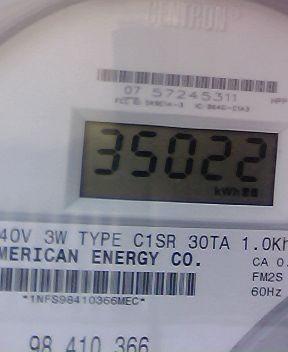 CENTRON
07 57245311
35022
kWh
40V 3W TYPE C1SR 30TA 1.0Kh
MERICAN ENERGY CO.
CA 0.
FM2S
60Hz
*1NFS98410366MEC*
98 410 366